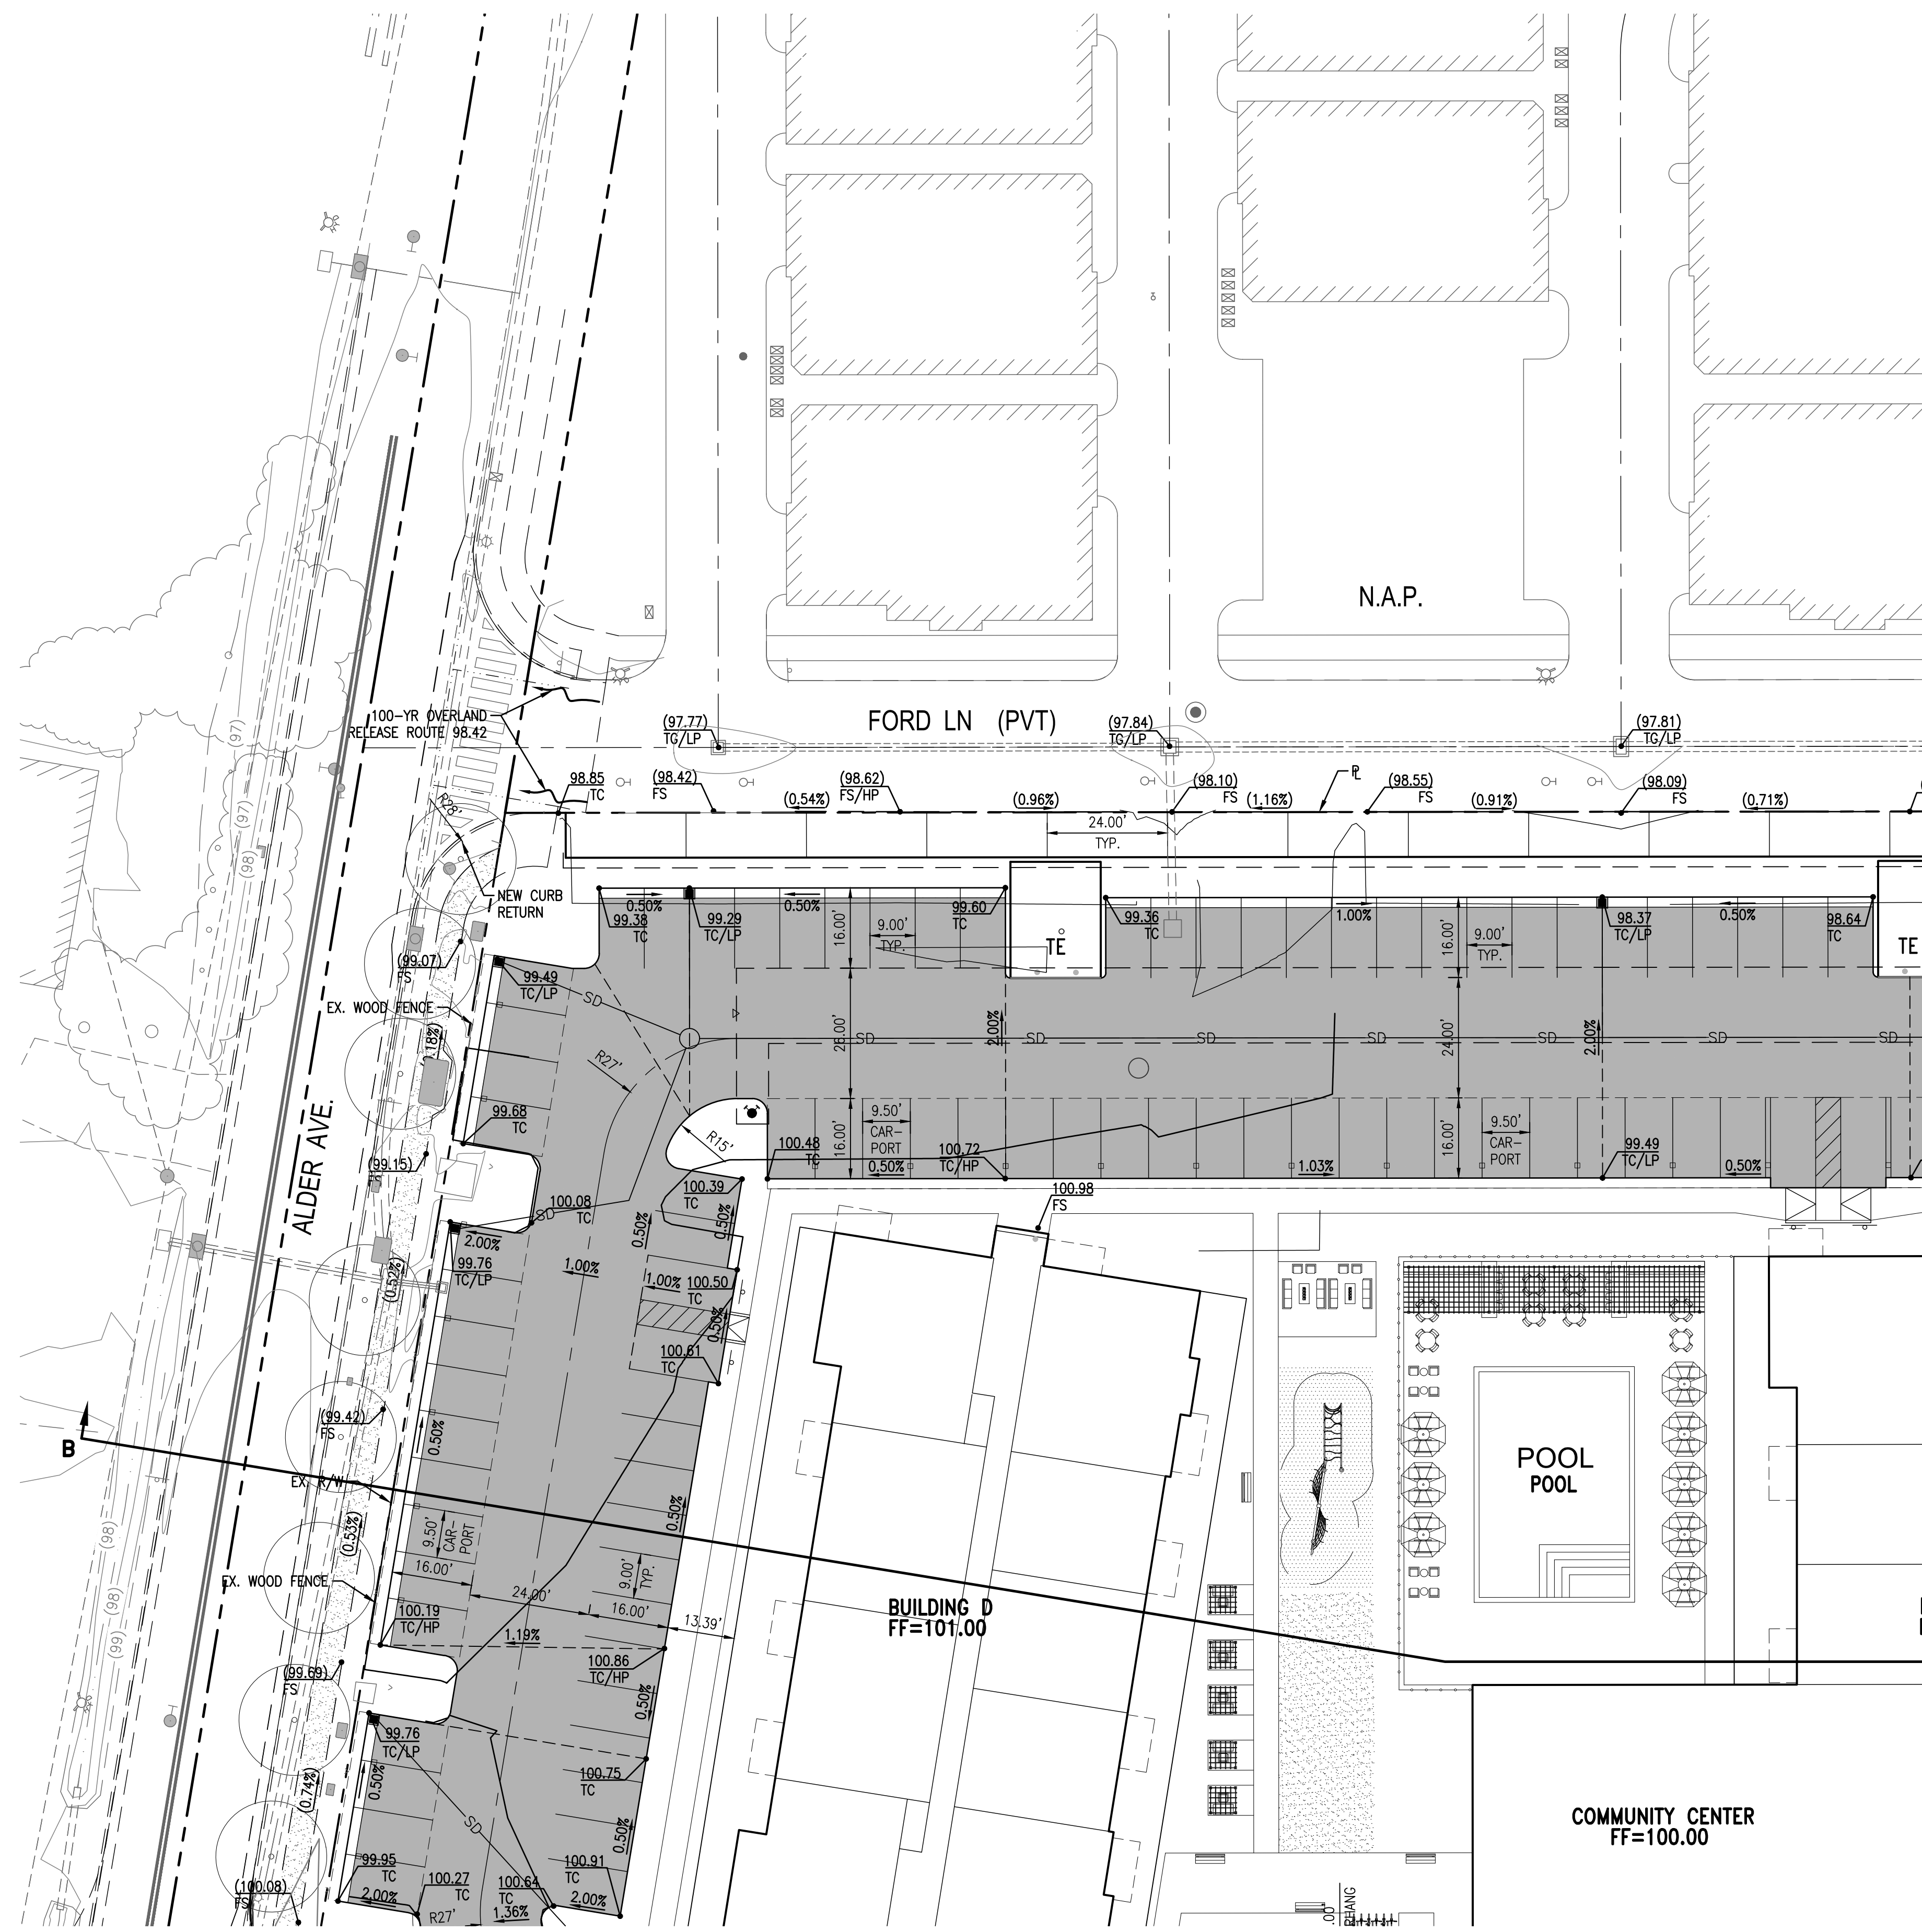 N.A.P.
FORD LN (PVT)
100-YR OVERLAND
RELEASE ROUTE 98.42
(97.77)
TG/LP
(97.84)
TG/LP
(97.81)
TG/LP
98.85
TC
(98.42)
FS
(98.62)
FS/HP
(98.10)
FS
(98.55)
FS
(98.09)
FS
(0.54%)
(0.96%)
(1.16%)
(0.91%)
(0.71%)
24.00'
TYP.
R28'
NEW CURB
RETURN
0.50%
0.50%
99.38
TC
99.29
TC/LP
99.60
TC
16.00'
9.00'
TYP.
TE
99.36
TC
1.00%
16.00'
9.00'
TYP.
98.37
TC/LP
0.50%
98.64
TC
TE
(99.07)
FS
99.49
TC/LP
EX. WOOD FENCE
SD
26.00'
SD
2.00%
SD
SD
SD
24.00'
SD
2.00%
SD
SD
R27'
99.68
TC
ALDER AVE.
(99.15)
FS
R15'
16.00'
9.50'
CAR-
PORT
0.50%
100.48
TC
100.72
TC/HP
1.03%
16.00'
9.50'
CAR-
PORT
99.49
TC/LP
0.50%
100.39
TC
100.98
FS
100.08
TC
SD
2.00%
99.76
TC/LP
0.50%
0.50%
1.00%
1.00%
100.50
TC
(0.52%)
0.50%
100.61
TC
(99.42)
FS
0.50%
B
EX. R/W
0.50%
(0.53%)
9.50'
CAR-
PORT
16.00'
24.00'
9.00'
TYP.
16.00'
13.39'
EX. WOOD FENCE
100.19
TC/HP
1.19%
100.86
TC/HP
BUILDING D
FF=101.00
POOL
POOL
(99.69)
FS
0.50%
99.76
TC/LP
100.75
TC
0.50%
(0.74%)
SD
0.50%
COMMUNITY CENTER
FF=100.00
99.95
TC
100.27
TC
100.64
TC
100.91
TC
(100.08)
FS
2.00%
2.00%
R27'
1.36%